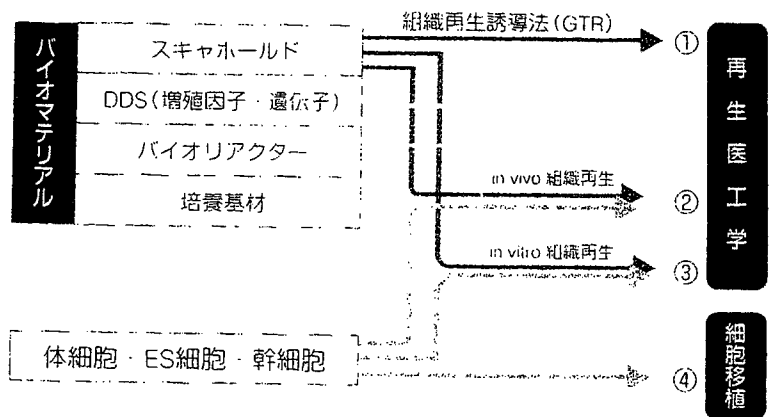 バイオマテリアル
スキャホールド
DDS(増殖因子・遺伝子)
バイオリアクター
培養基材
体細胞・ES細胞・幹細胞
組織再生誘導法(GTR)
①
in vivo 組織再生
②
in vitro 組織再生
③
④
再生医工学
細胞移植